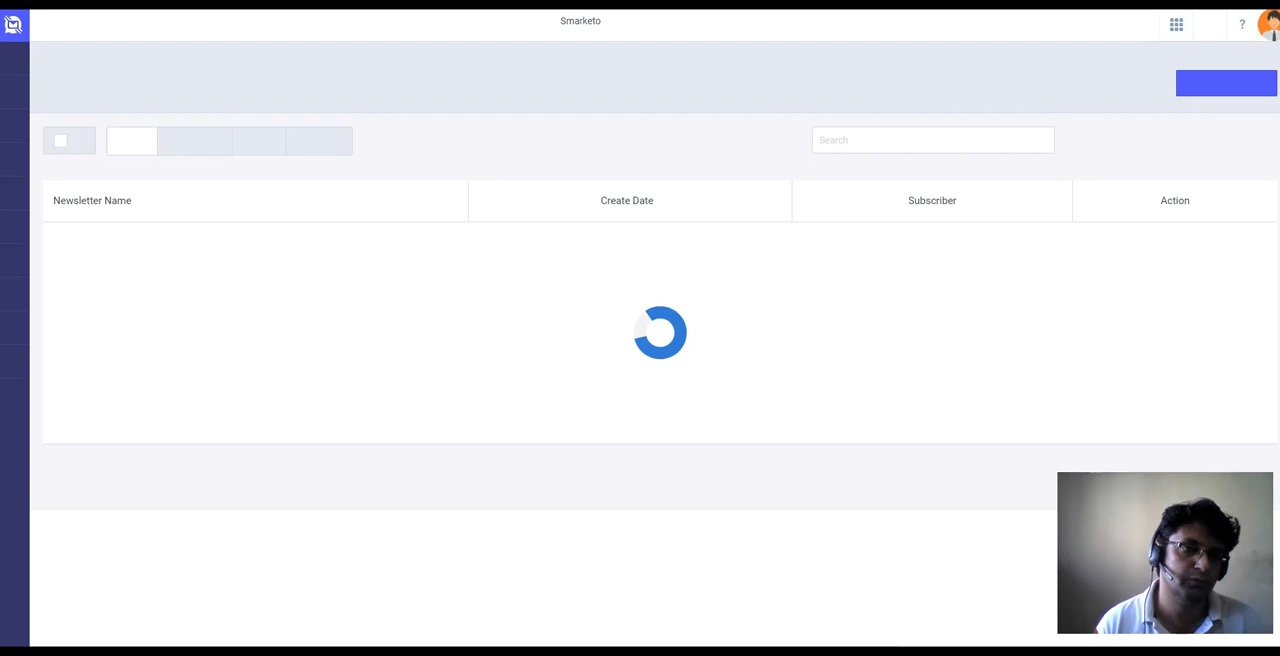 Smarketo
?
Search
Newsletter Name
Create Date
Subscriber
Action